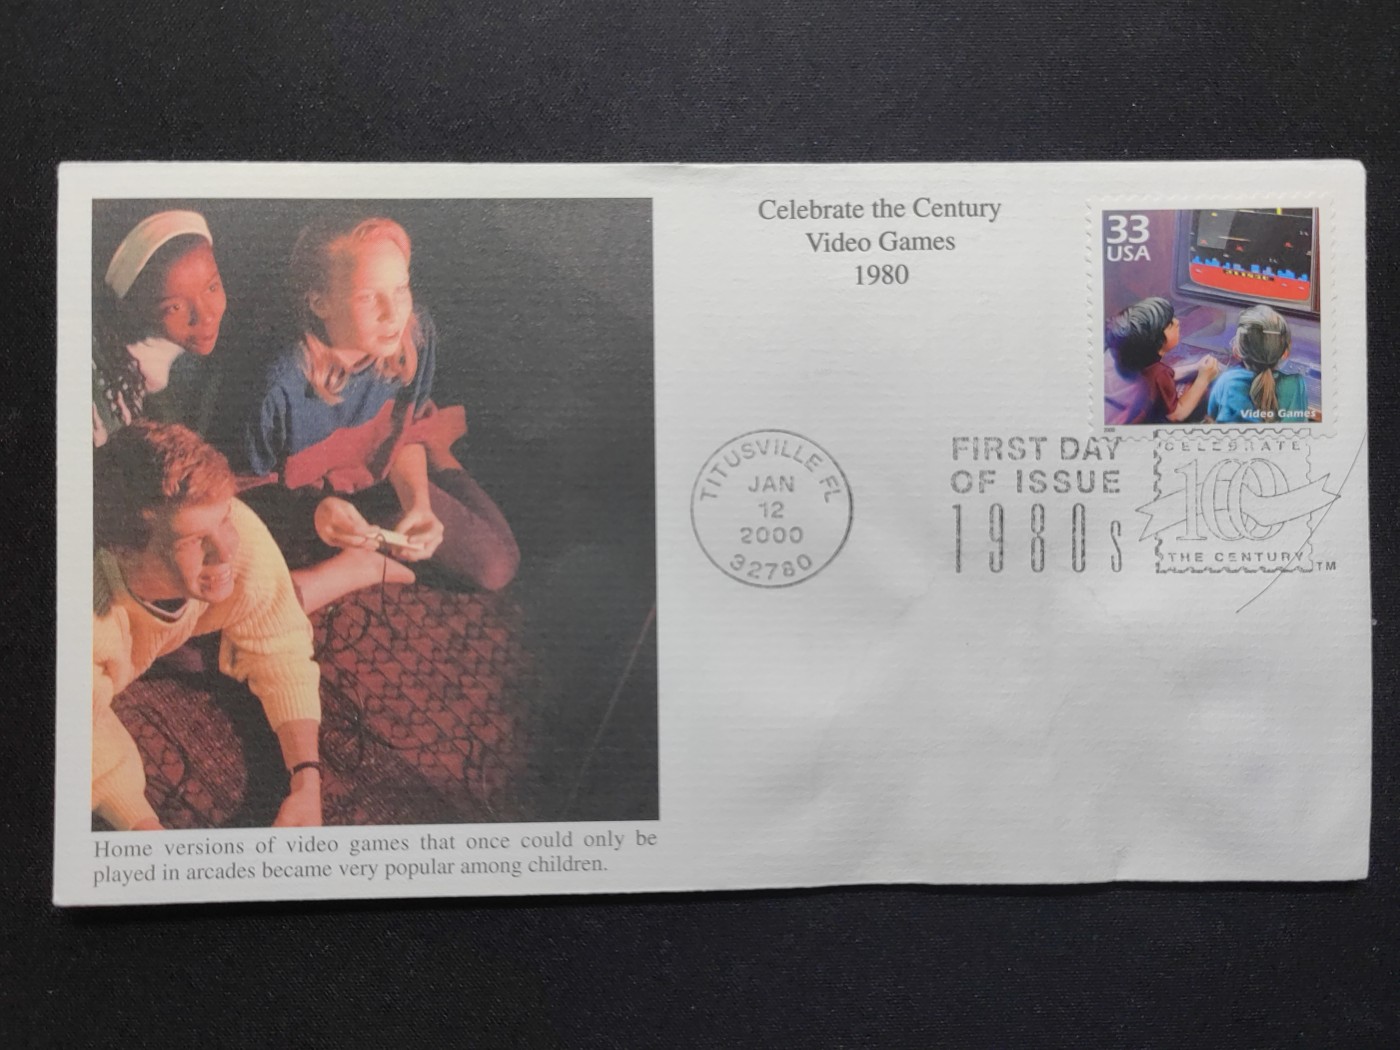 Celebrate the Century
Video Games
1980
33
USA
Video Games
TITUSVILLE FL
JAN
12
2000
32780
FIRST DAY
OF ISSUE
1980s
CELEBRATE
100
THE CENTURY
TM
Home versions of video games that once could only be
played in arcades became very popular among children.